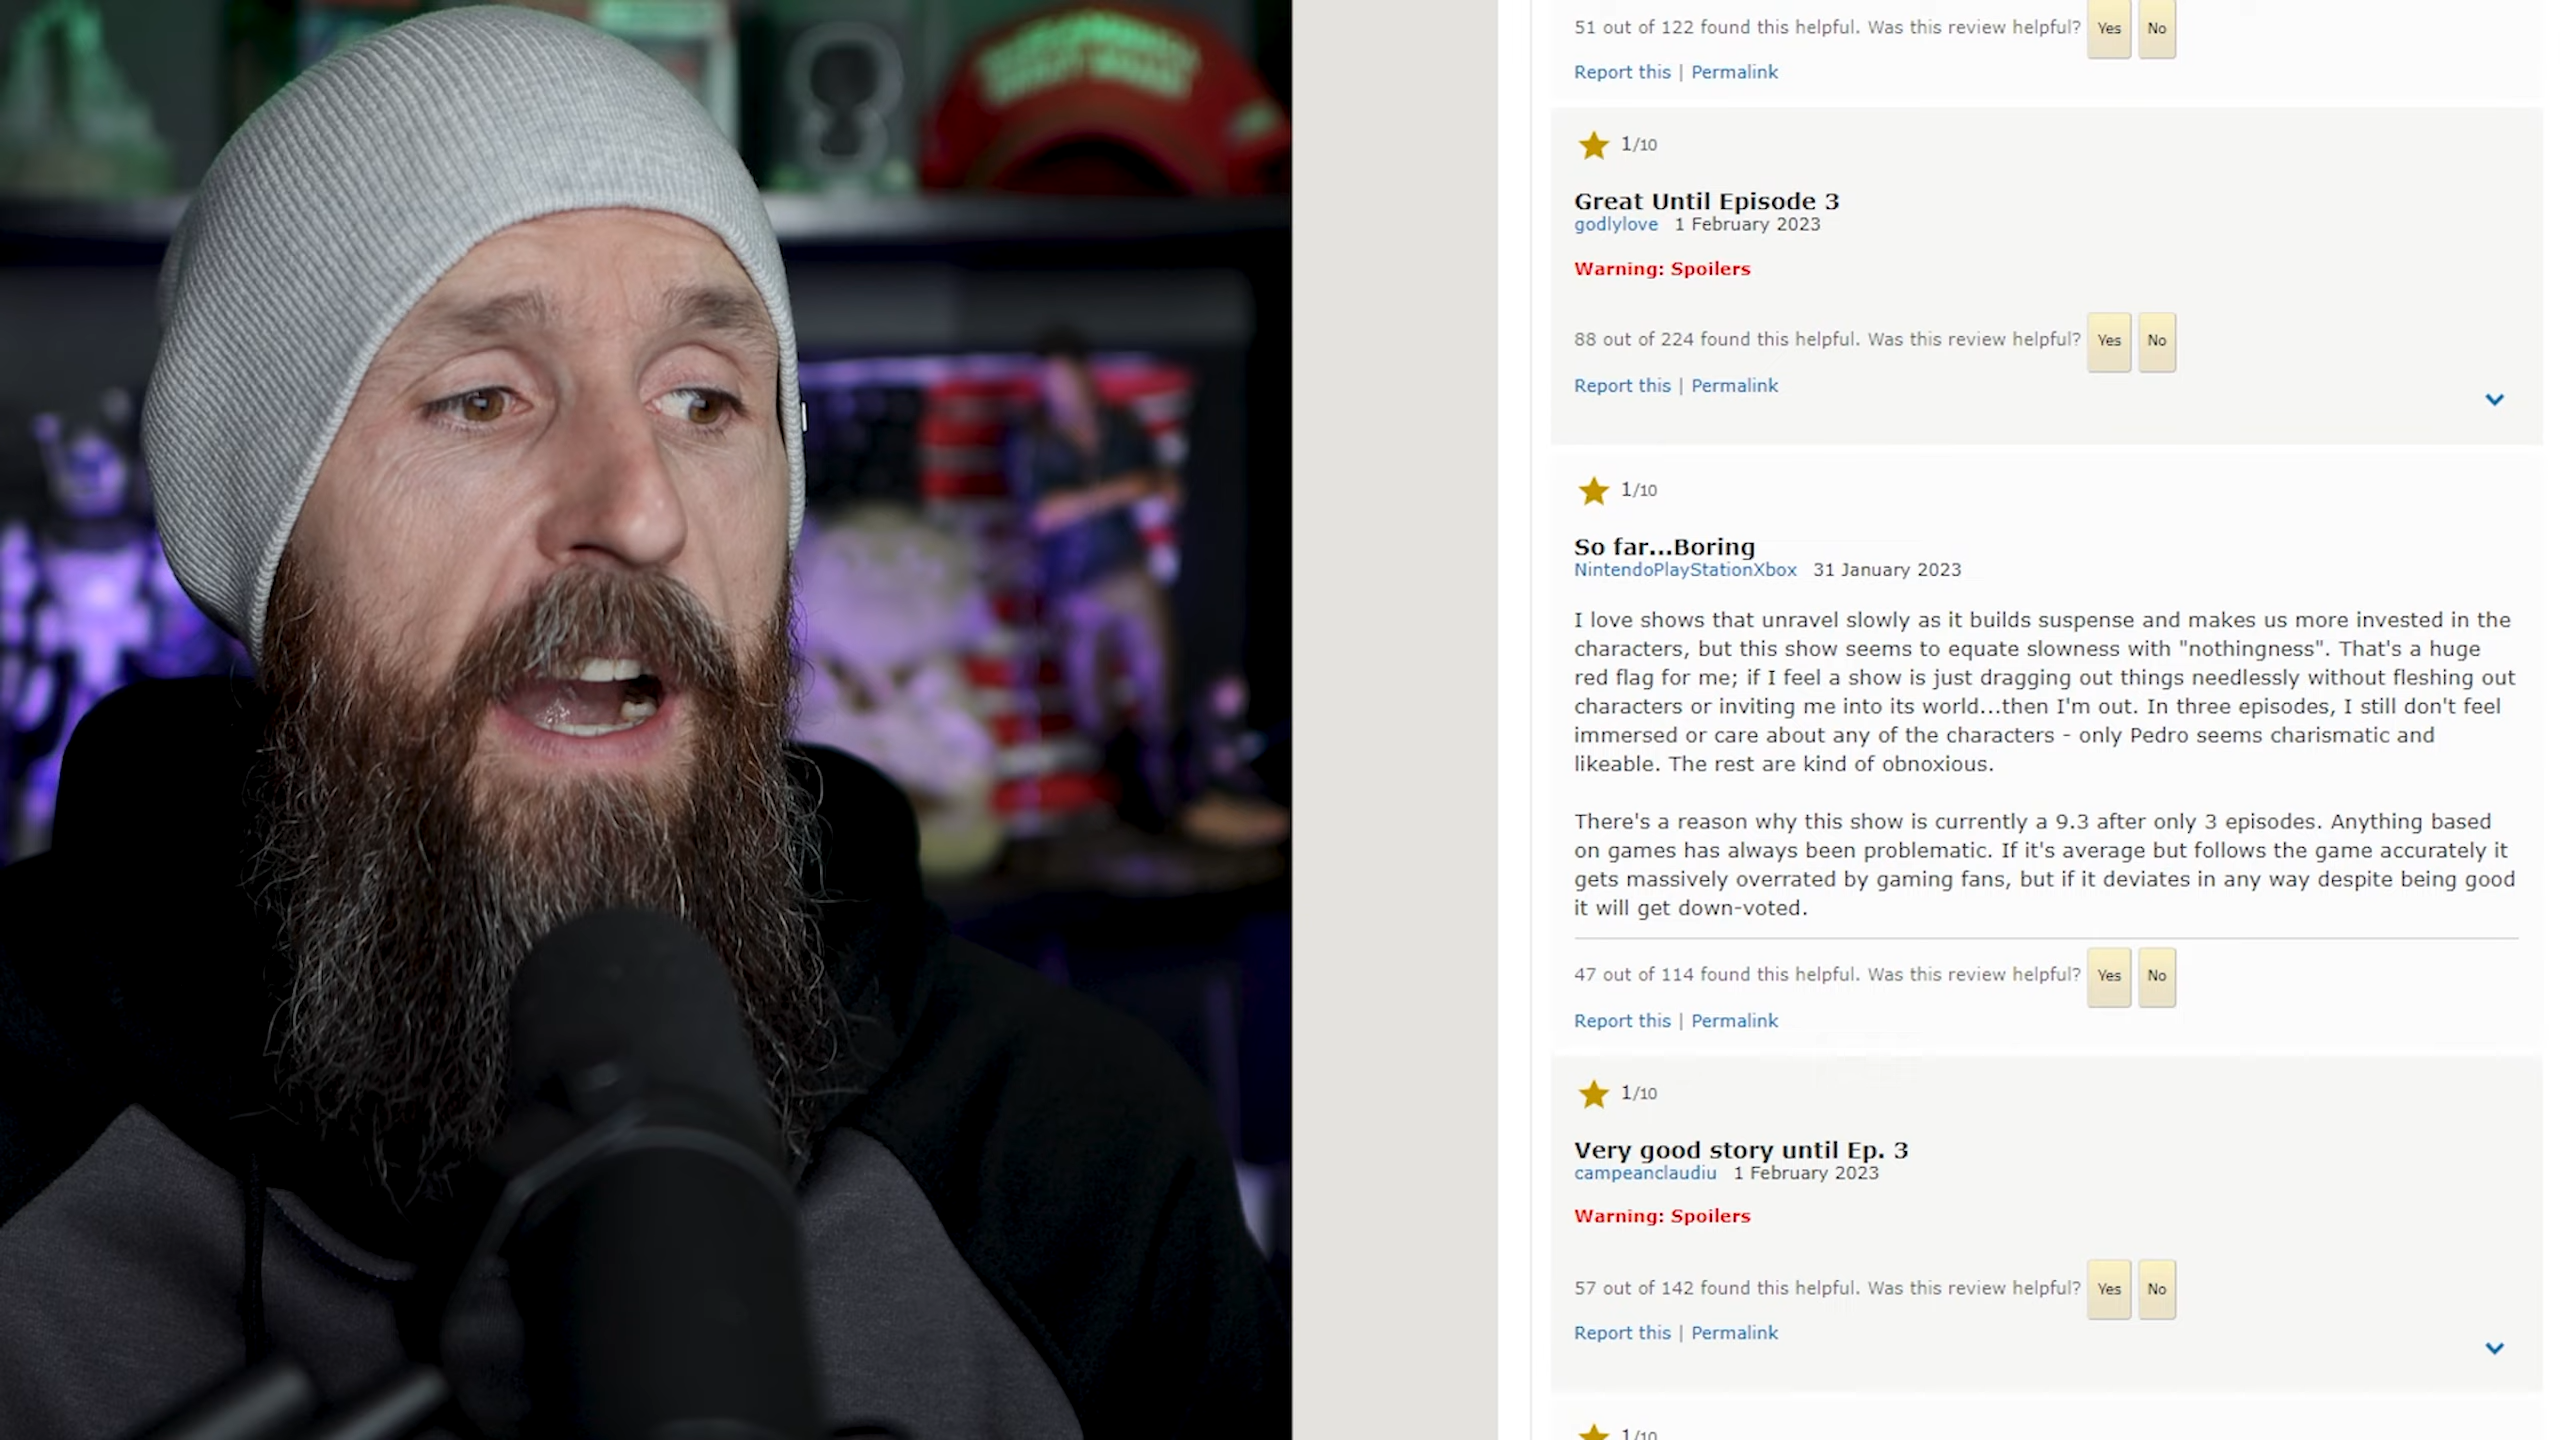 51 out of 122 found this helpful. Was this review helpful? Yes No
Report this | Permalink
1/10
Great Until Episode 3
godlylove 1 February 2023
Warning: Spoilers
88 out of 224 found this helpful. Was this review helpful? Yes No
Report this | Permalink
1/10
So far...Boring
NintendoPlayStationXbox 31 January 2023
I love shows that unravel slowly as it builds suspense and makes us more invested in the
characters, but this show seems to equate slowness with "nothingness". That's a huge
red flag for me; if I feel a show is just dragging out things needlessly without fleshing out
characters or inviting me into its world...then I'm out. In three episodes, I still don't feel
immersed or care about any of the characters - only Pedro seems charismatic and
likeable. The rest are kind of obnoxious.
There's a reason why this show is currently a 9.3 after only 3 episodes. Anything based
on games has always been problematic. If it's average but follows the game accurately it
gets massively overrated by gaming fans, but if it deviates in any way despite being good
it will get down-voted.
47 out of 114 found this helpful. Was this review helpful? Yes No
Report this | Permalink
1/10
Very good story until Ep. 3
campeanclaudiu 1 February 2023
Warning: Spoilers
57 out of 142 found this helpful. Was this review helpful? Yes No
Report this | Permalink
1/10